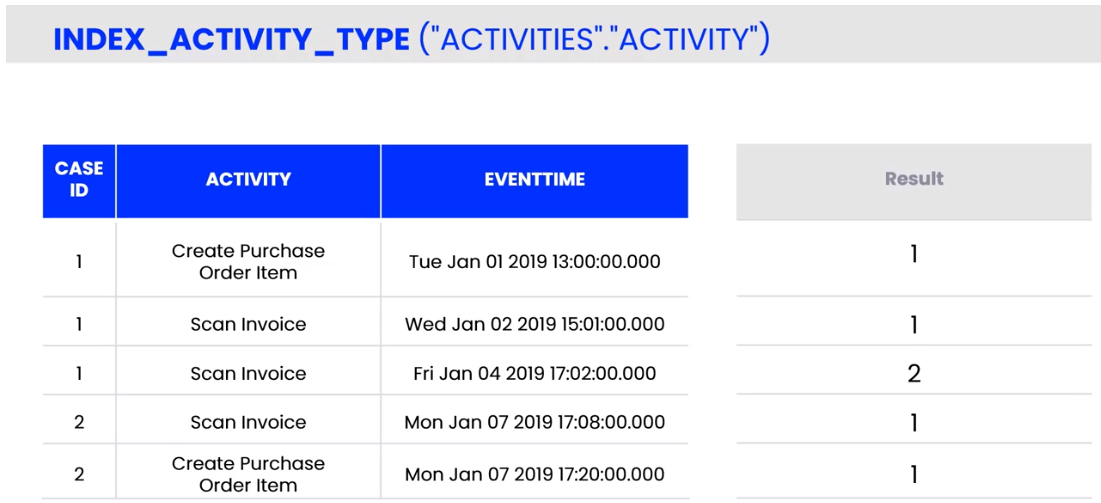 INDEX_ACTIVITY_TYPE ("ACTIVITIES"."ACTIVITY")
CASE ID ACTIVITY EVENTTIME Result
1 Create Purchase Order Item Tue Jan 01 2019 13:00:00.000 1
1 Scan Invoice Wed Jan 02 2019 15:01:00.000 1
1 Scan Invoice Fri Jan 04 2019 17:02:00.000 2
2 Scan Invoice Mon Jan 07 2019 17:08:00.000 1
2 Create Purchase Order Item Mon Jan 07 2019 17:20:00.000 1